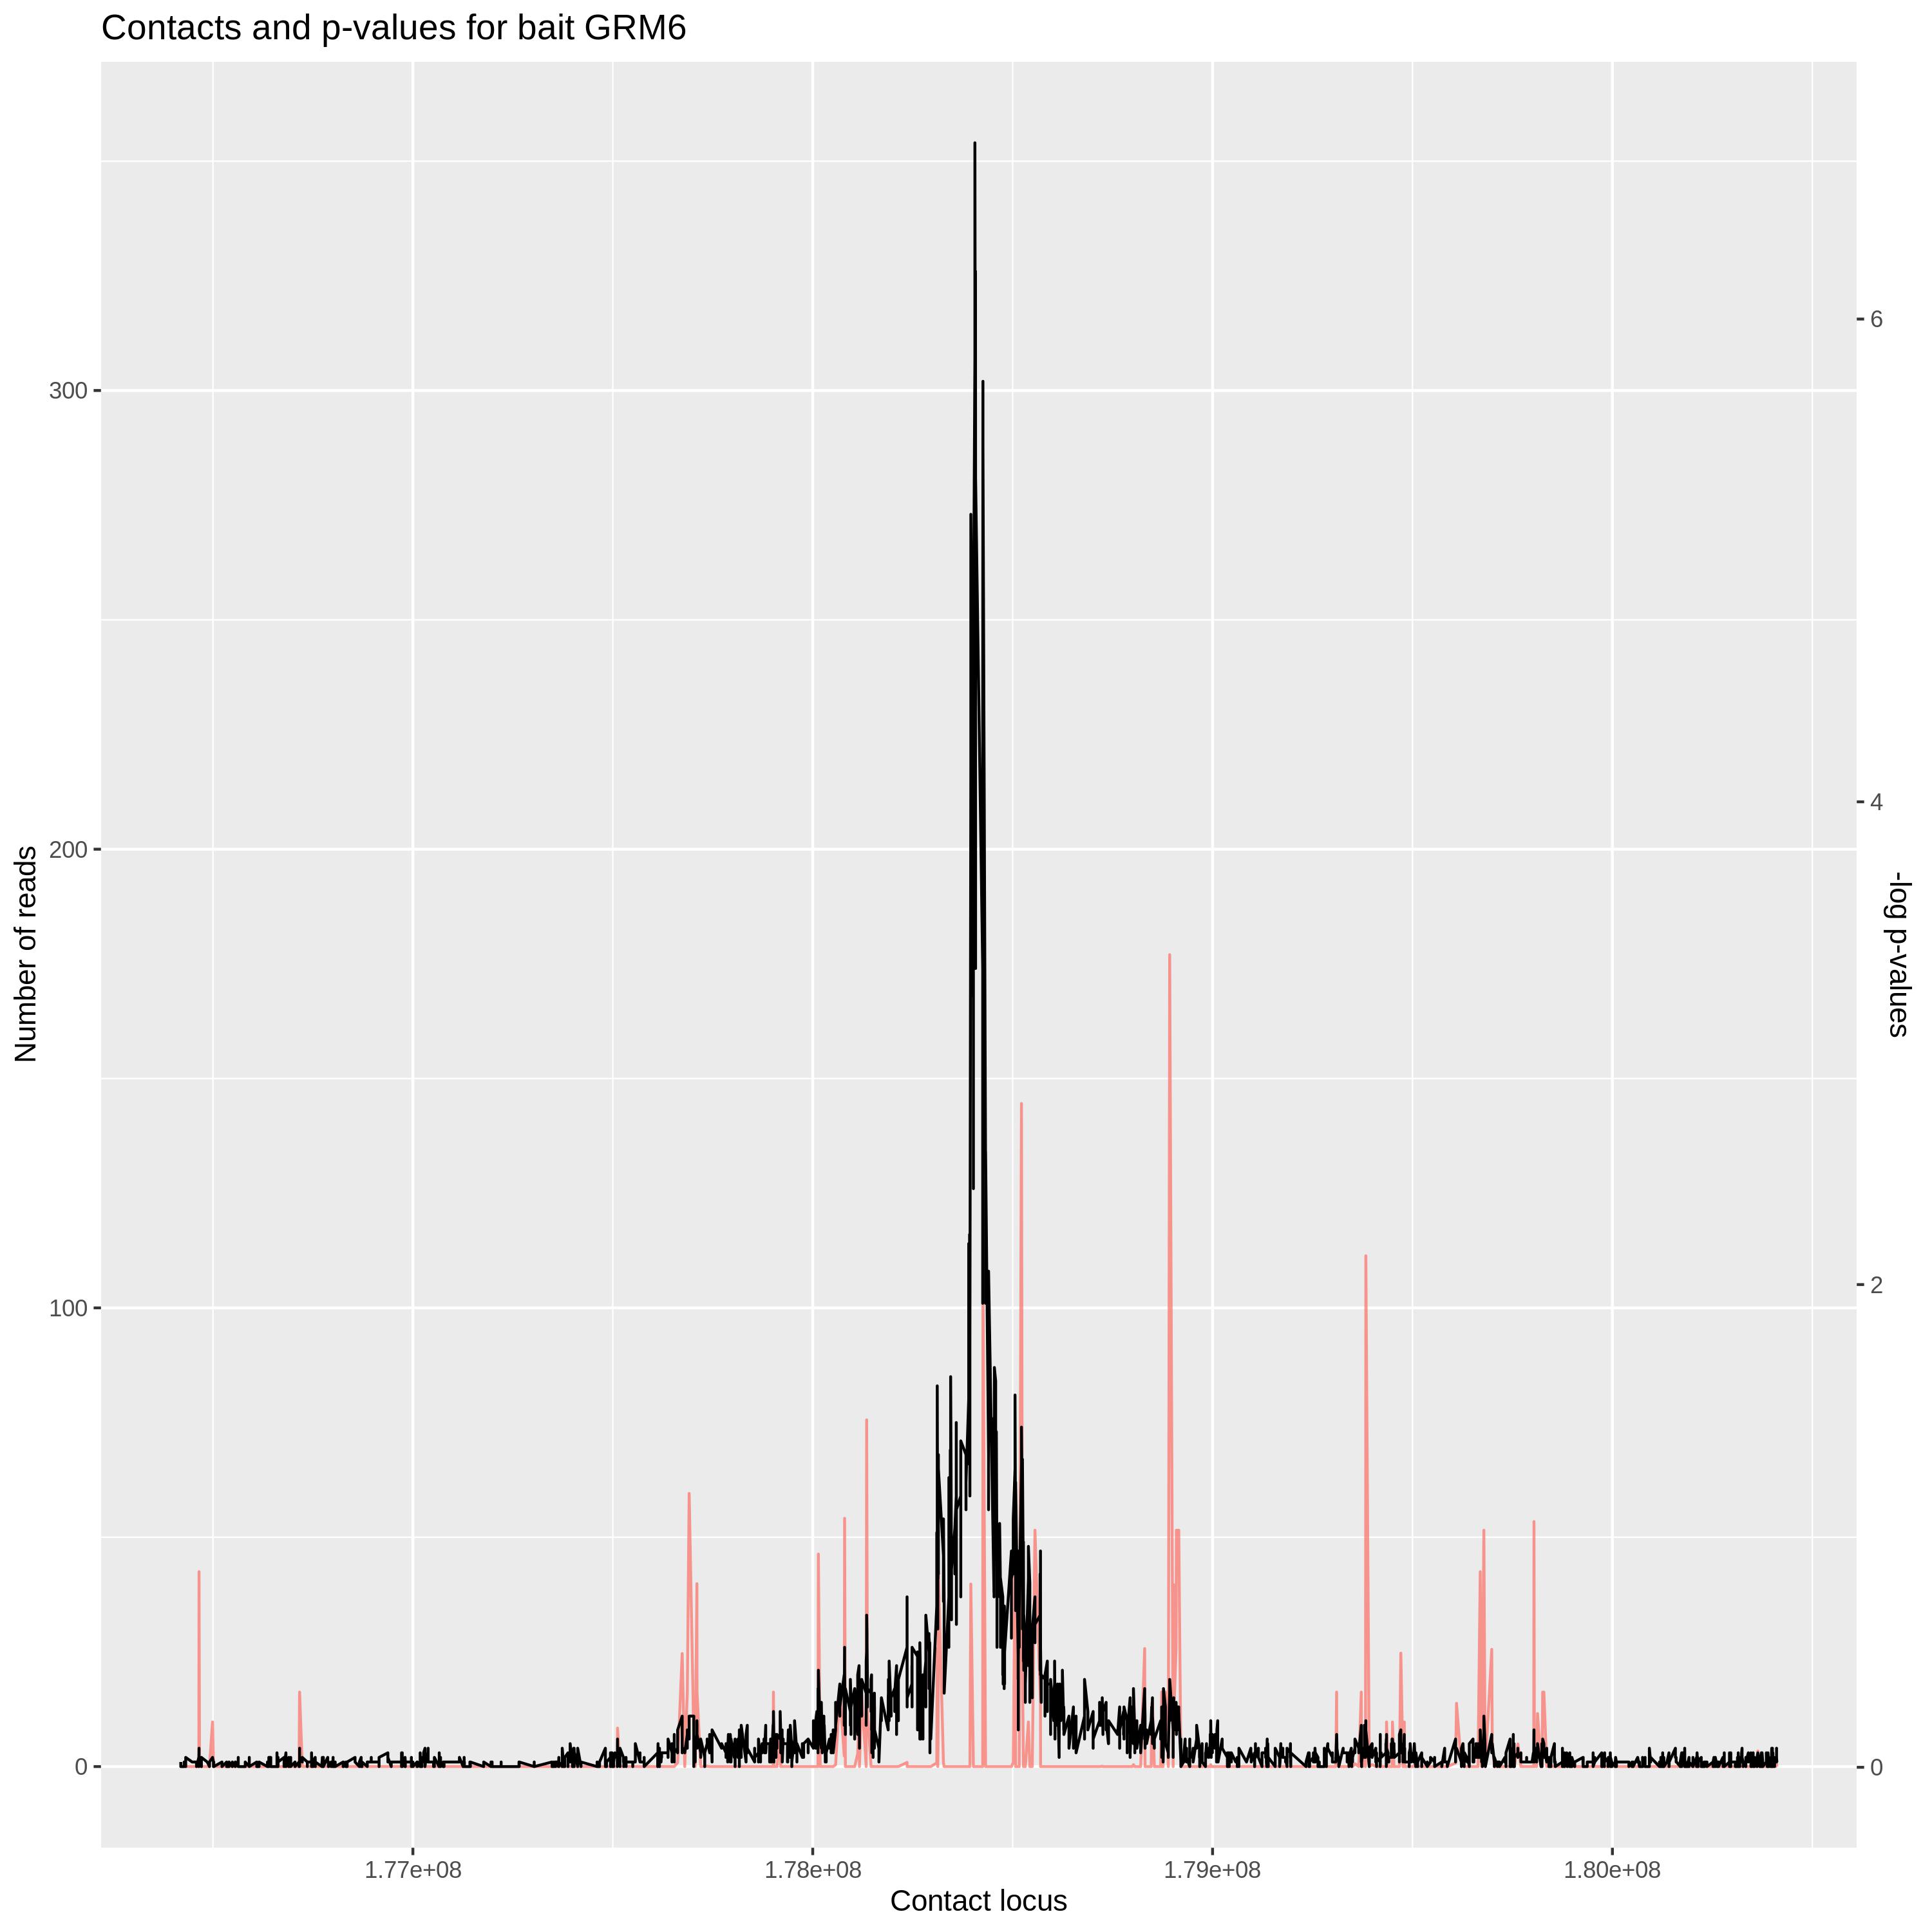 Contacts and p-values for bait GRM6
Number of reads
300
200
100
0
6
4
2
0
-log p-values
1.77e+08
1.78e+08
1.79e+08
1.80e+08
Contact locus